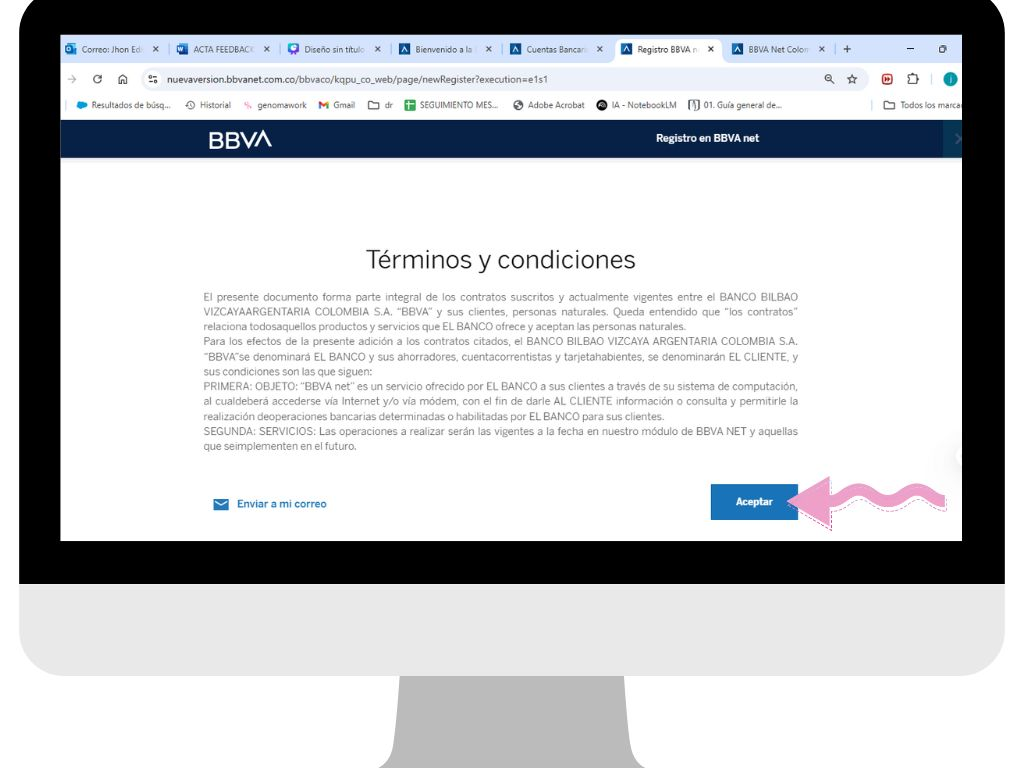 Correo: Jhon Ed
ACTA FEEDBACK
Diseño sin título
Bienvenido a la
Cuentas Bancari
Registro BBVA n
BBVA Net Colom
nuevaversion.bbvanet.com.co/bbvaco/kqpu_co_web/page/newRegister?execution=e1s1
Resultados de búsq...
Historial
genomawork
Gmail
dr
SEGUIMIENTO MES...
Adobe Acrobat
IA - NotebookLM
01. Guía general de...
Todos los marca
BBVA
Registro en BBVA net
Términos y condiciones
El presente documento forma parte integral de los contratos suscritos y actualmente vigentes entre el BANCO BILBAO
VIZCAYAARGENTARIA COLOMBIA S.A. "BBVA" y sus clientes, personas naturales. Queda entendido que "los contratos"
relaciona todosaquellos productos y servicios que EL BANCO ofrece y aceptan las personas naturales.
Para los efectos de la presente adición a los contratos citados, el BANCO BILBAO VIZCAYA ARGENTARIA COLOMBIA S.A.
"BBVA"se denominará EL BANCO y sus ahorradores, cuentacorrentistas y tarjetahabientes, se denominarán EL CLIENTE, y
sus condiciones son las que siguen:
PRIMERA: OBJETO: "BBVA net" es un servicio ofrecido por EL BANCO a sus clientes a través de su sistema de computación,
al cualdeberá accederse vía Internet y/o vía módem, con el fin de darle AL CLIENTE información o consulta y permitirle la
realización deoperaciones bancarias determinadas o habilitadas por EL BANCO para sus clientes.
SEGUNDA: SERVICIOS: Las operaciones a realizar serán las vigentes a la fecha en nuestro módulo de BBVA NET y aquellas
que seimplementen en el futuro.
Enviar a mi correo
Aceptar